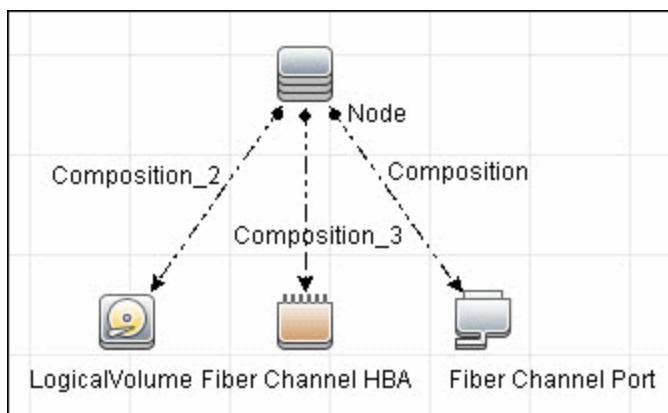 Node
Composition_2
Composition
Composition_3
LogicalVolume
Fiber Channel HBA
Fiber Channel Port